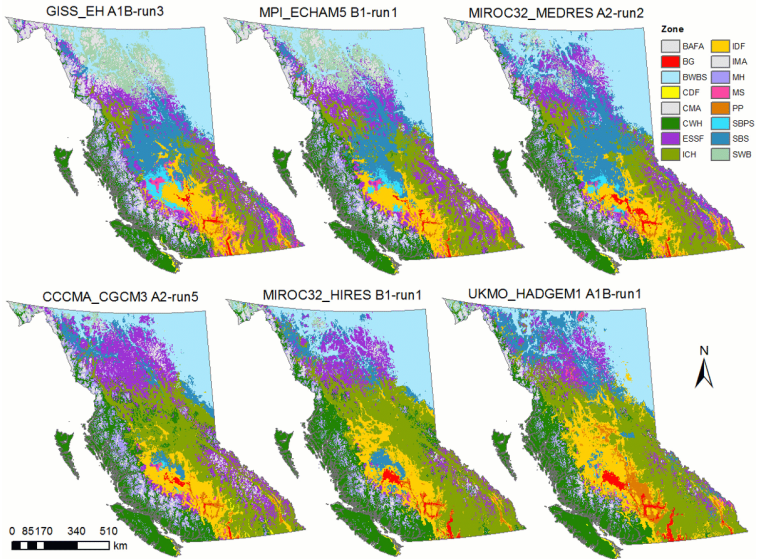 GISS_EH A1B-run3
MPI_ECHAM5 B1-run1
MIROC32_MEDRES A2-run2
Zone
BAFA IDF
BG IMA
BWBS MH
CDF MS
CMA PP
CWH SBPS
ESSF SBS
ICH SWB
CCCMA_CGCM3 A2-run5
MIROC32_HIRES B1-run1
UKMO_HADGEM1 A1B-run1
N
0 85170 340 510
km